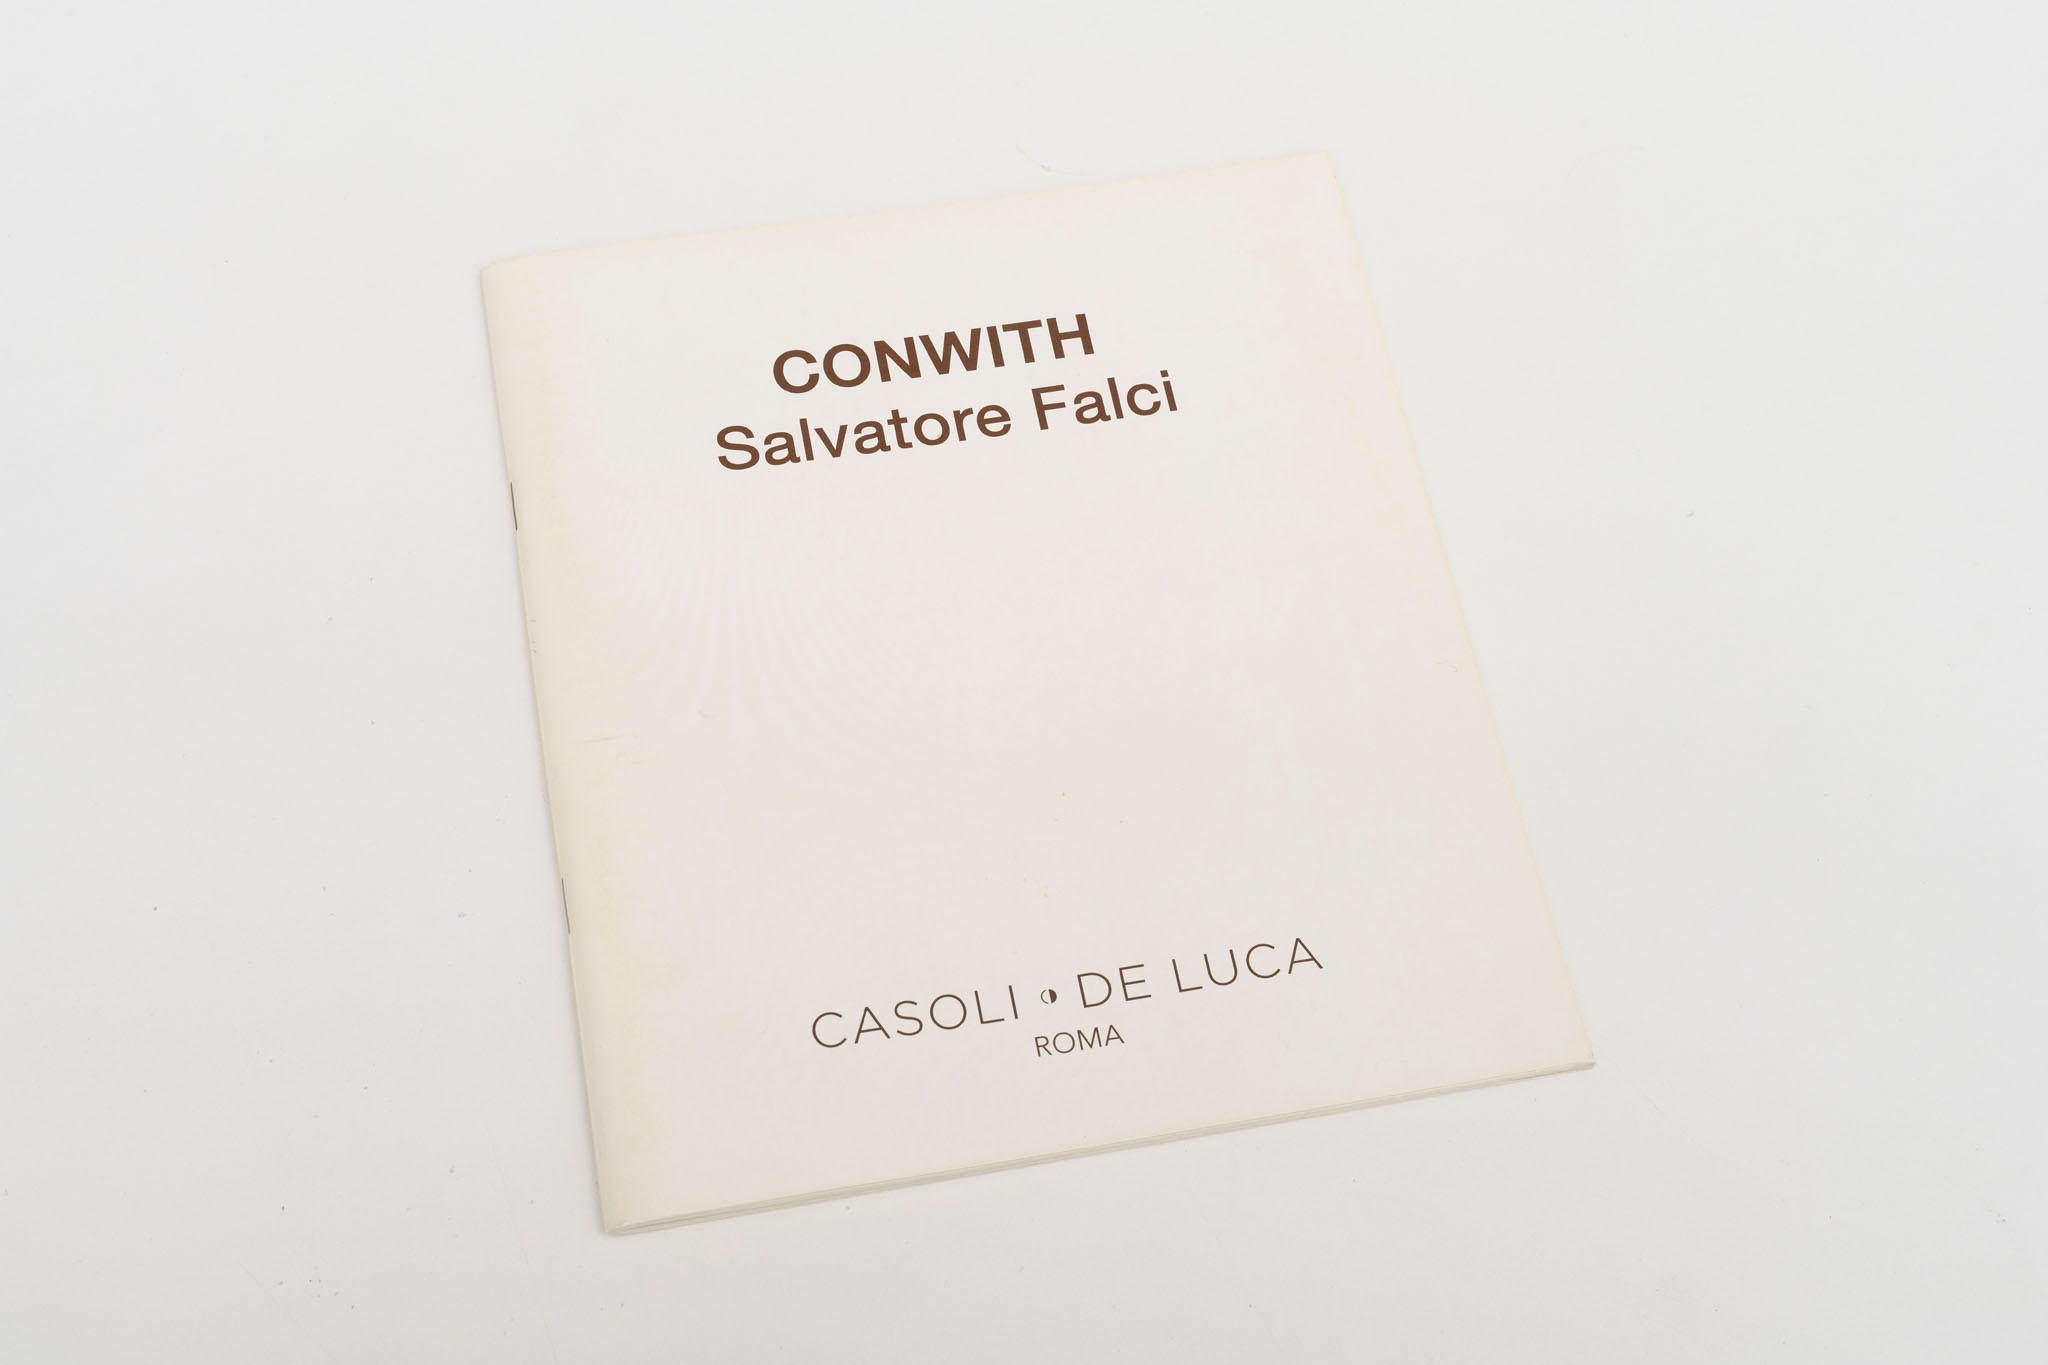 CONWITH
Salvatore Falci
CASOLI DE LUCA
ROMA